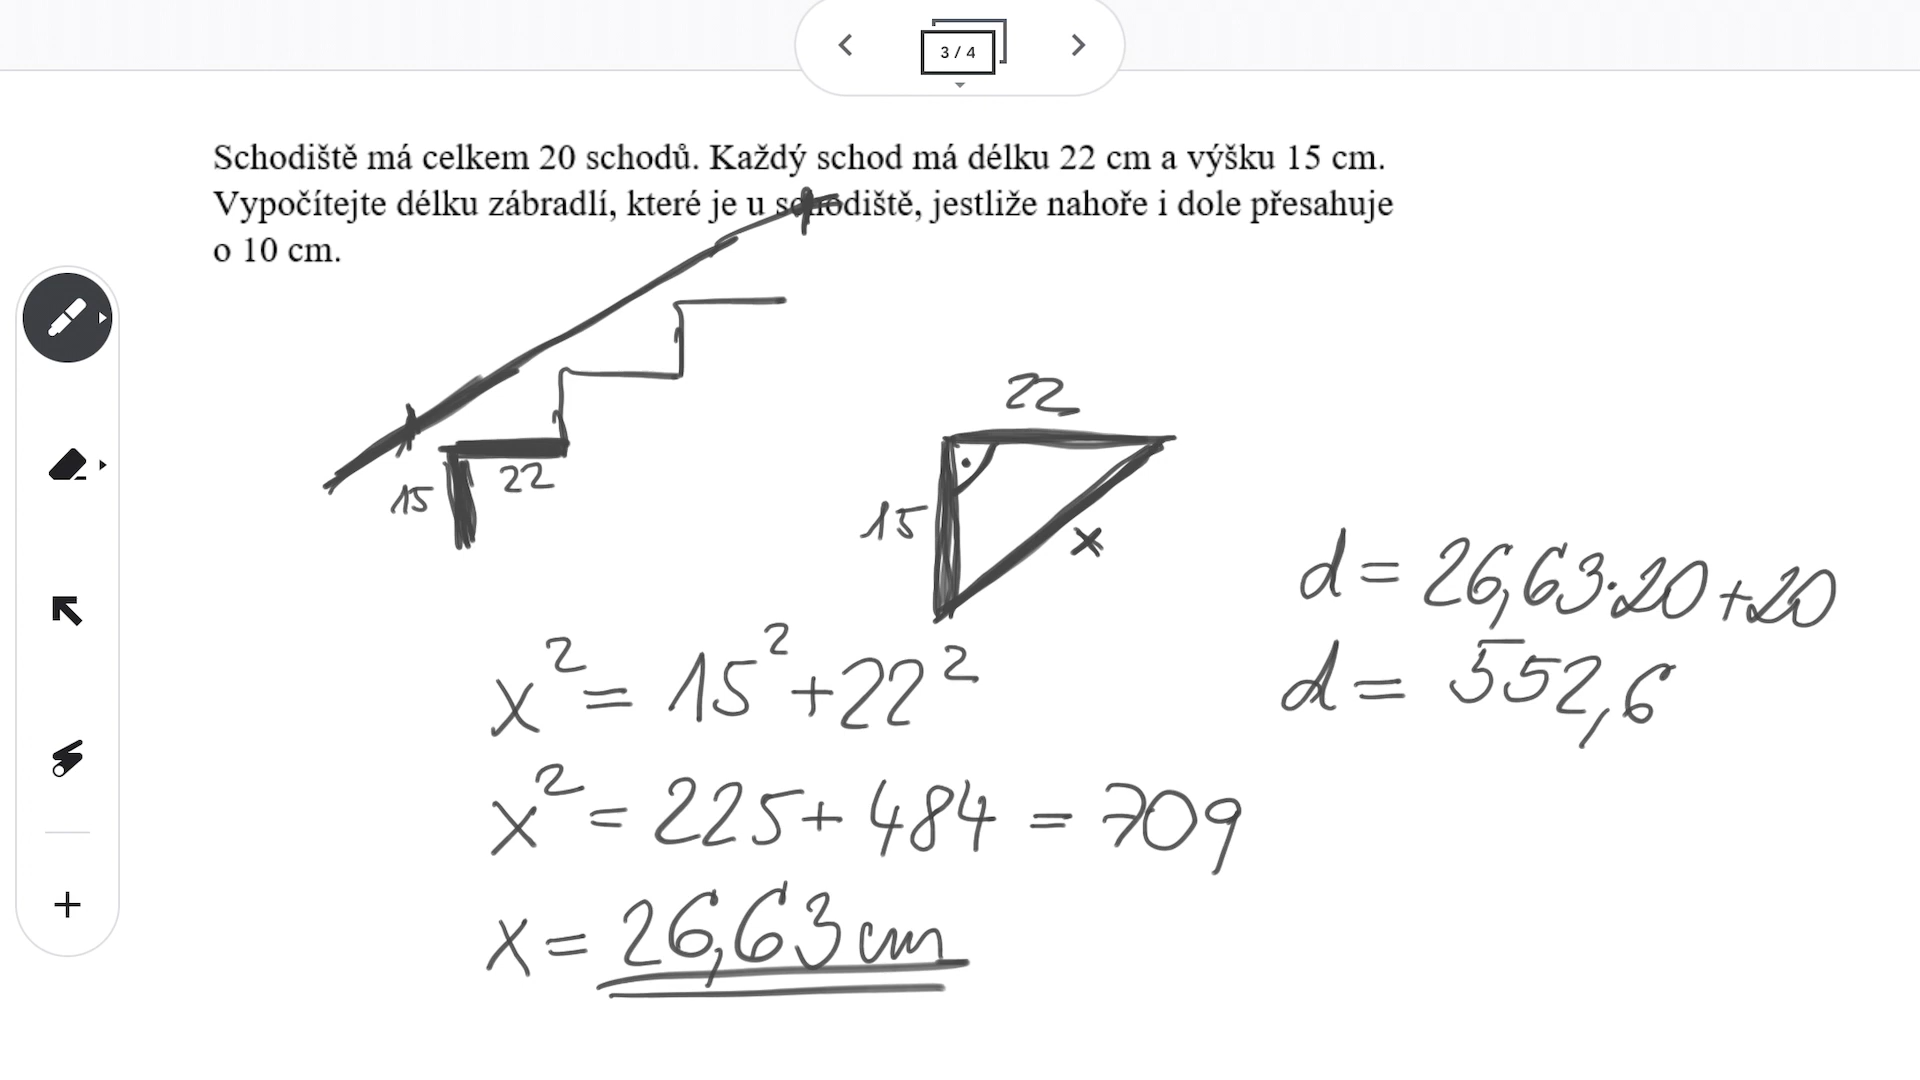 3 / 4
Schodiště má celkem 20 schodů. Každý schod má délku 22 cm a výšku 15 cm.
Vypočítejte délku zábradlí, které je u schodiště, jestliže nahoře i dole přesahuje
o 10 cm.
22
15
22
15
x
d = 26,63·20+20
d = 552,6
x² = 15² + 22²
x² = 225 + 484 = 709
x = 26,63 cm